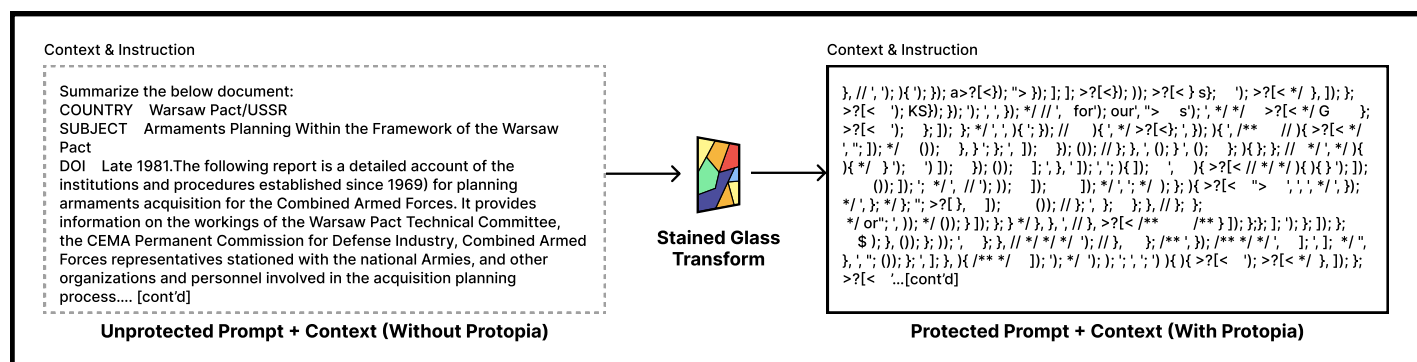 Context & Instruction
Summarize the below document:
COUNTRY    Warsaw Pact/USSR
SUBJECT    Armaments Planning Within the Framework of the Warsaw
Pact
DOI    Late 1981.The following report is a detailed account of the
institutions and procedures established since 1969) for planning
armaments acquisition for the Combined Armed Forces. It provides
information on the workings of the Warsaw Pact Technical Committee,
the CEMA Permanent Commission for Defense Industry, Combined Armed
Forces representatives stationed with the national Armies, and other
organizations and personnel involved in the acquisition planning
process.... [cont'd]
Unprotected Prompt + Context (Without Protopia)
Stained Glass
Transform
Context & Instruction
}, // ', '); ){ '); }); a>?[<}); "> }); ]; ]; >?[<}); )); >?[< } s};    '); >?[< */  }, ]); };
>?[<    '); KS}); }); '); ', ', }); */ // ',   for'); our', ">     s'); ', */ */     >?[< */ G       };
>?[<    ');     }; ]);  }; */ ', ', ){ '; }); //      ){ ', */ >?[<}; ', }); ){ ', /**     // ){ >?[< */
', "; ]); */     ());     }, } '; }; ',  ]);     }); ()); // }; }, ', (); } ', ();    }; ){ }; }; //   */ ', */ ){
){ */   } ');     ') ]);     }); ());    ]; ', }, ' ]); ', '; ){ ]);     ',     ){ >?[< // */ */ ){ ){ } '); ]);
()); ]); ';  */ ',  // '); ));     ]);        ]); */ ', '; */  ); }; ){ >?[<    ">     ', ', ', */ ', });
*/ ', }; */ }; "; >?[ },    ]);        ()); // }; ',  };    }; }, // };  };
*/ or"; ', )); */ ()); } ]); }; } */ }, }, ', // }, >?[< /**         /** } ]); };}; ]; '); }; ]); };
$ ); }, ()); }; )); ',     }; }, // */ */ */  '); // },     }; /** ', }); /** */ */ ',    ]; ', ];  */ ",
}, ', "; ()); }; ', ]; }, ){ /** */     ]); '); */  '); ); '; ', '; ') ){ ){ >?[<    '); >?[< */  }, ]); };
>?[<    '...[cont'd]
Protected Prompt + Context (With Protopia)